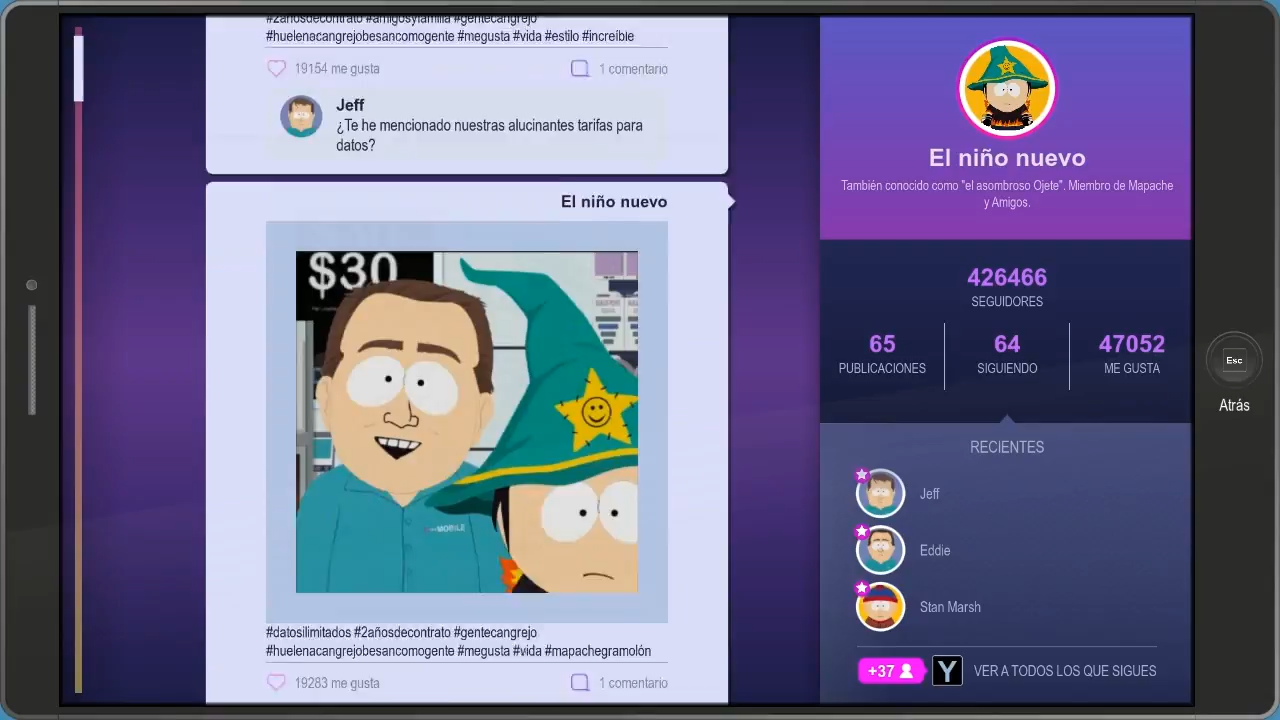 #2añosdecontrato #amigosyfamilia #gentecangrejo
#huelenacangrejobesancomogente #megusta #vida #estilo #increíble
19154 me gusta
1 comentario
Jeff
¿Te he mencionado nuestras alucinantes tarifas para
datos?
El niño nuevo
$30
MOBILE
#datosilimitados #2añosdecontrato #gentecangrejo
#huelenacangrejobesancomogente #megusta #vida #mapachegramolón
19283 me gusta
1 comentario
El niño nuevo
También conocido como "el asombroso Ojete". Miembro de Mapache
y Amigos.
426466
SEGUIDORES
65
PUBLICACIONES
64
SIGUIENDO
47052
ME GUSTA
RECIENTES
Jeff
Eddie
Stan Marsh
+37
Y
VER A TODOS LOS QUE SIGUES
Esc
Atrás